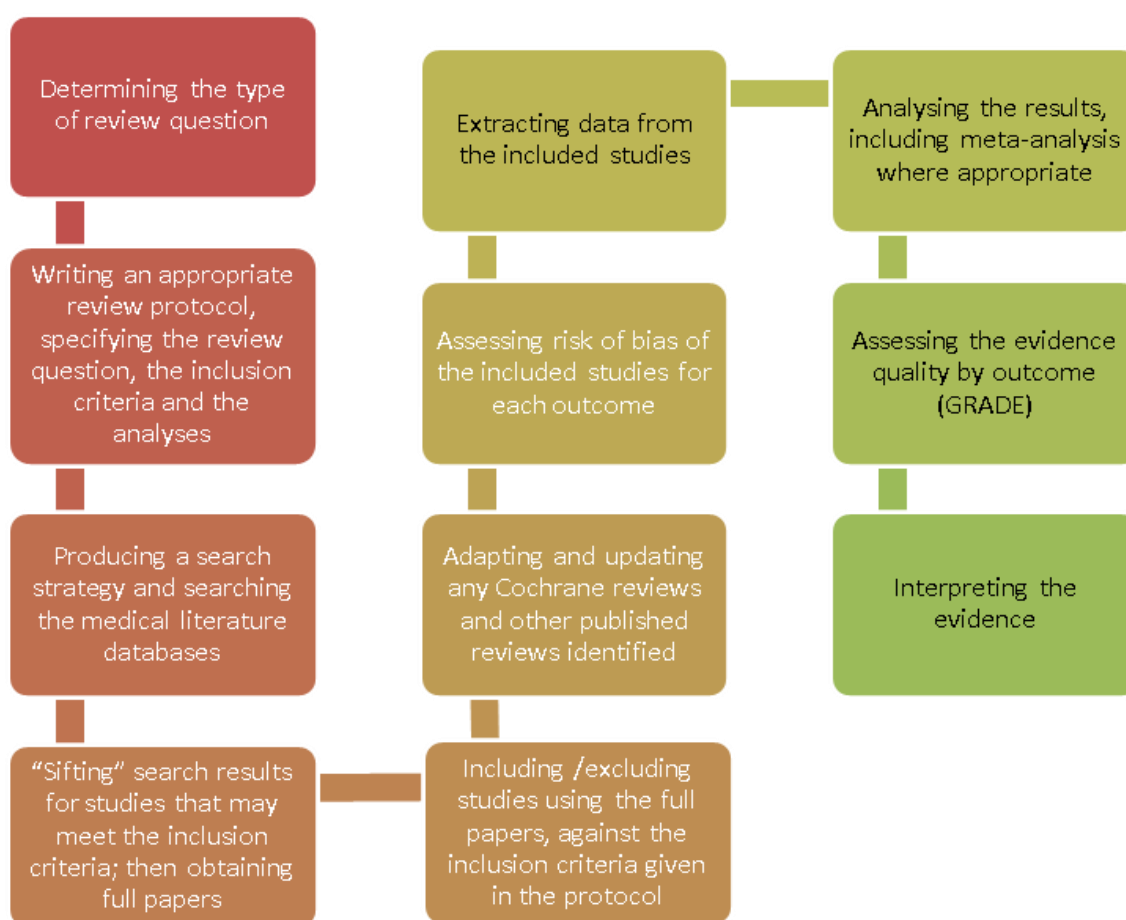 Determining the type
of review question
Writing an appropriate
review protocol,
specifying the review
question, the inclusion
criteria and the
analyses
Producing a search
strategy and searching
the medical literature
databases
“Sifting” search results
for studies that may
meet the inclusion
criteria; then obtaining
full papers
Including /excluding
studies using the full
papers, against the
inclusion criteria given
in the protocol
Adapting and updating
any Cochrane reviews
and other published
reviews identified
Assessing risk of bias of
the included studies for
each outcome
Extracting data from
the included studies
Analysing the results,
including meta-analysis
where appropriate
Assessing the evidence
quality by outcome
(GRADE)
Interpreting the
evidence